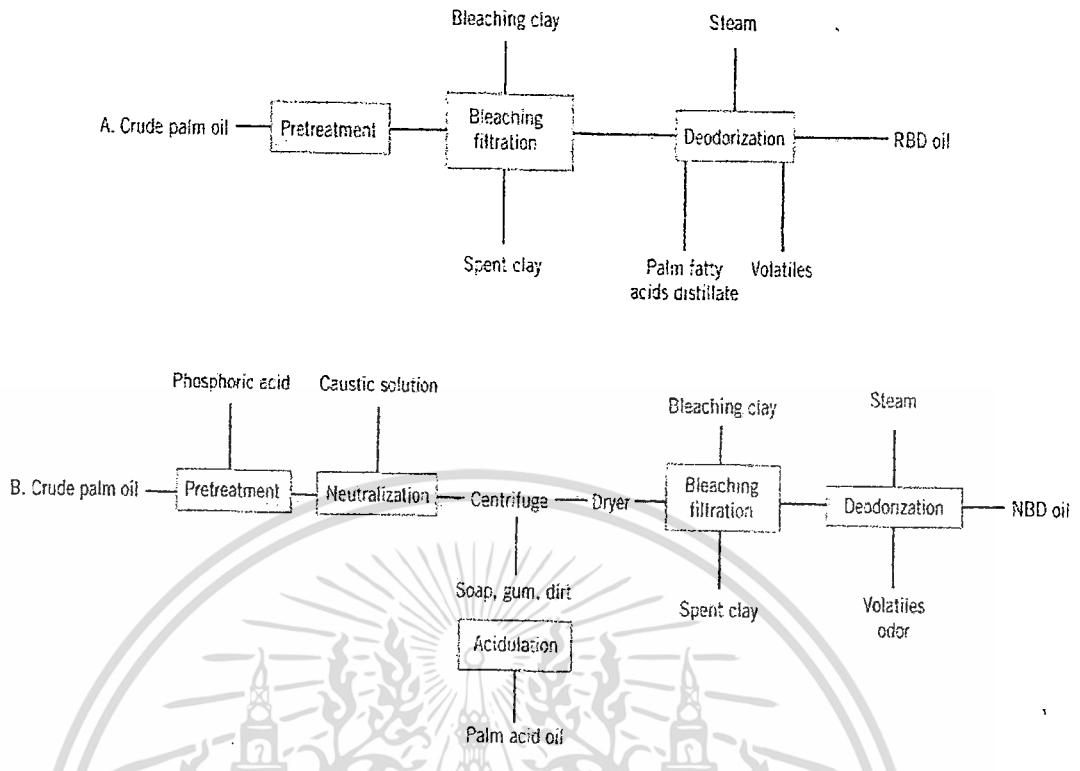 Bleaching clay
Steam
A. Crude palm oil
Pretreatment
Bleaching
filtration
Deodorization
RBD oil
Spent clay
Palm fatty
acids distillate
Volatiles
Phosphoric acid
Caustic solution
Bleaching clay
Steam
B. Crude palm oil
Pretreatment
Neutralization
Centrifuge
Dryer
Bleaching
filtration
Deodorization
NBD oil
Soap, gum, dirt
Spent clay
Volatiles
odor
Acidulation
Palm acid oil